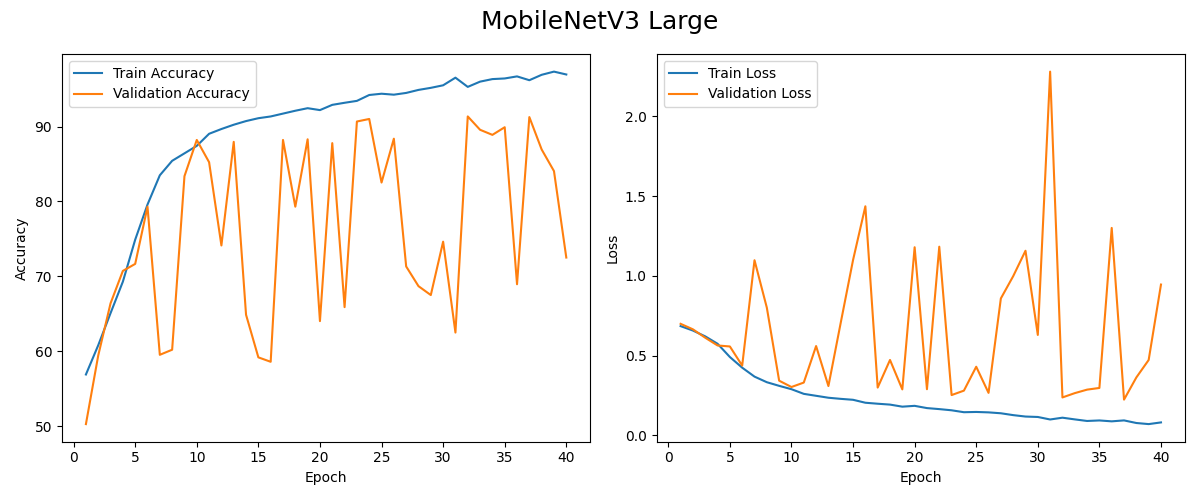 MobileNetV3 Large
Train Accuracy
Validation Accuracy
Accuracy
90
80
70
60
50
0 5 10 15 20 25 30 35 40
Epoch
Train Loss
Validation Loss
Loss
2.0
1.5
1.0
0.5
0.0
0 5 10 15 20 25 30 35 40
Epoch